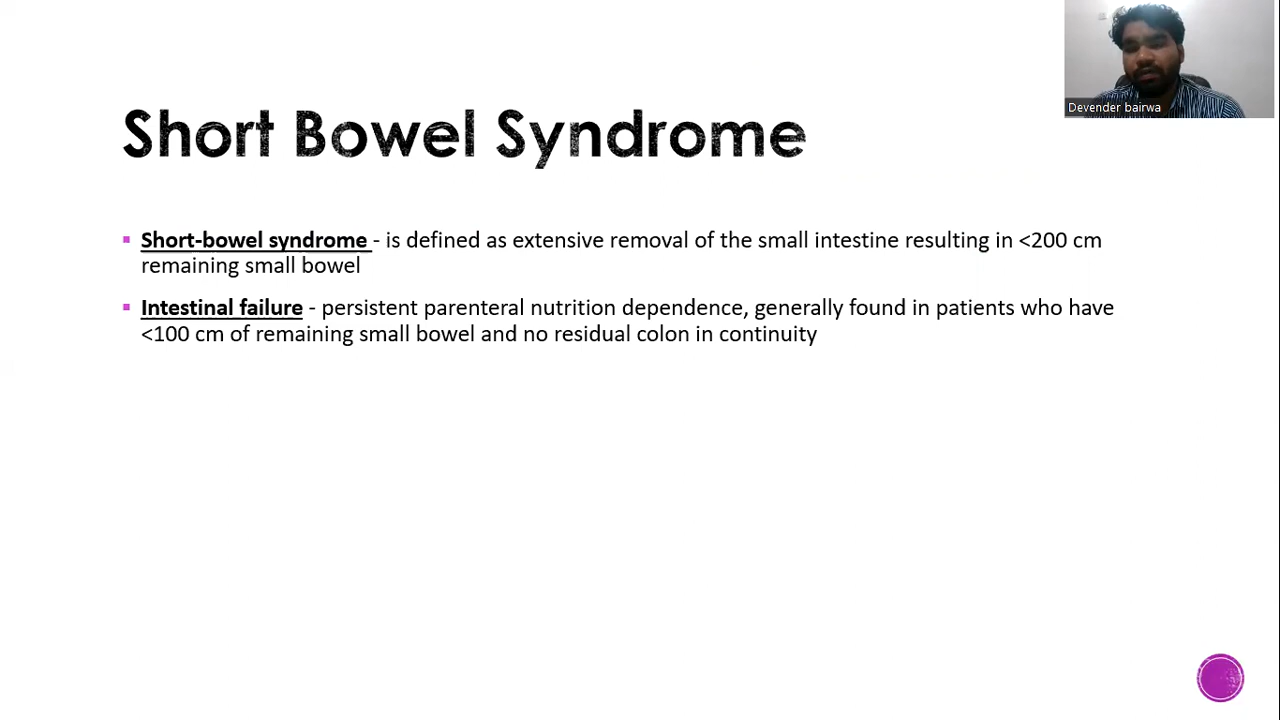 Devender bairwa
Short Bowel Syndrome
Short-bowel syndrome - is defined as extensive removal of the small intestine resulting in <200 cm
remaining small bowel
Intestinal failure - persistent parenteral nutrition dependence, generally found in patients who have
<100 cm of remaining small bowel and no residual colon in continuity